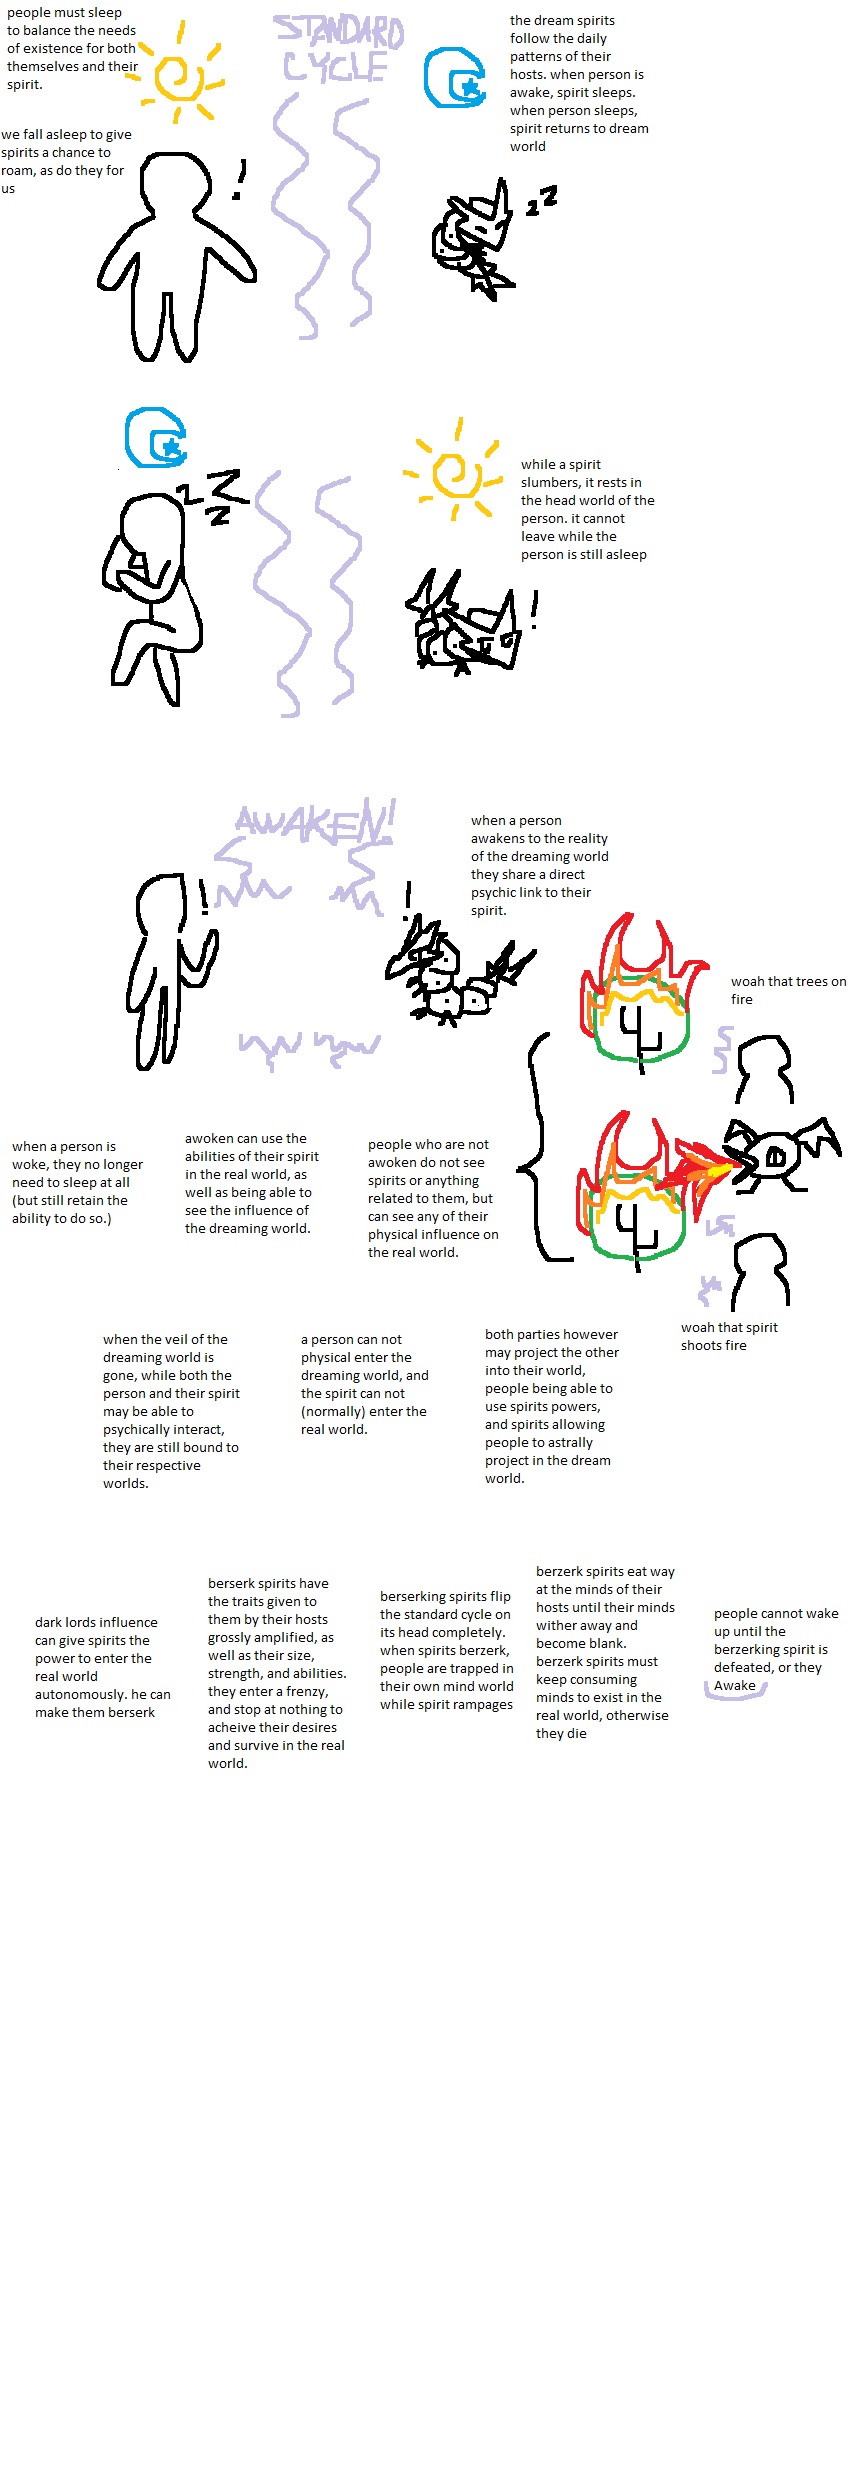 people must sleep
to balance the needs
of existence for both
themselves and their
spirit.
we fall asleep to give
spirits a chance to
roam, as do they for
us
!
STANDARD
CYCLE
the dream spirits
follow the daily
patterns of their
hosts. when person is
awake, spirit sleeps.
when person sleeps,
spirit returns to dream
world
zz
zzz
while a spirit
slumbers, it rests in
the head world of the
person. it cannot
leave while the
person is still asleep
!
AWAKEN!
!
!
when a person
awakens to the reality
of the dreaming world
they share a direct
psychic link to their
spirit.
woah that trees on
fire
when a person is
woke, they no longer
need to sleep at all
(but still retain the
ability to do so.)
awoken can use the
abilities of their spirit
in the real world, as
well as being able to
see the influence of
the dreaming world.
people who are not
awoken do not see
spirits or anything
related to them, but
can see any of their
physical influence on
the real world.
woah that spirit
shoots fire
when the veil of the
dreaming world is
gone, while both the
person and their spirit
may be able to
psychically interact,
they are still bound to
their respective
worlds.
a person can not
physical enter the
dreaming world, and
the spirit can not
(normally) enter the
real world.
both parties however
may project the other
into their world,
people being able to
use spirits powers,
and spirits allowing
people to astrally
project in the dream
world.
dark lords influence
can give spirits the
power to enter the
real world
autonomously. he can
make them berserk
berserk spirits have
the traits given to
them by their hosts
grossly amplified, as
well as their size,
strength, and abilities.
they enter a frenzy,
and stop at nothing to
acheive their desires
and survive in the real
world.
berserking spirits flip
the standard cycle on
its head completely.
when spirits berzerk,
people are trapped in
their own mind world
while spirit rampages
berzerk spirits eat way
at the minds of their
hosts until their minds
wither away and
become blank.
berzerk spirits must
keep consuming
minds to exist in the
real world, otherwise
they die
people cannot wake
up until the
berzerking spirit is
defeated, or they
Awake